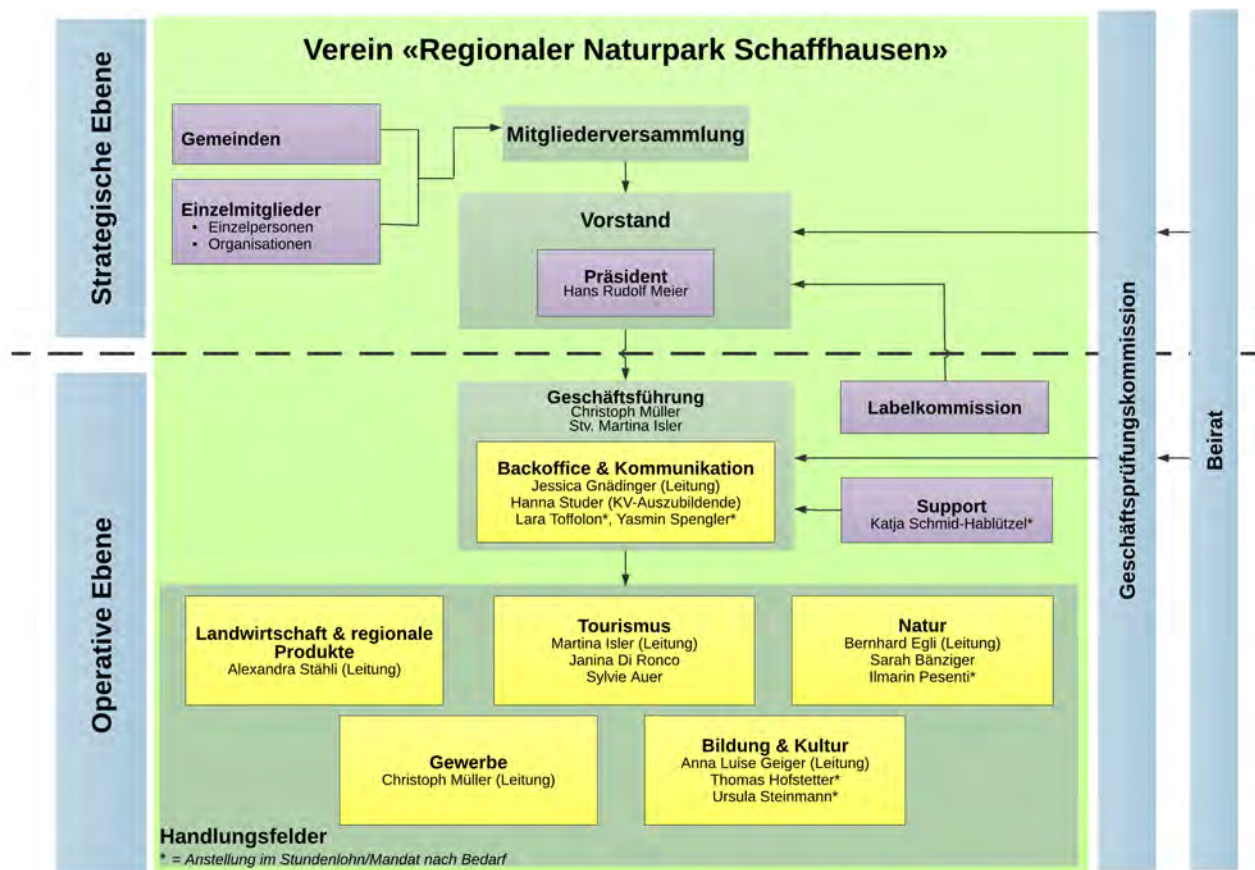 Verein «Regionaler Naturpark Schaffhausen»
Strategische Ebene
Gemeinden
Einzelmitglieder
• Einzelpersonen
• Organisationen
Mitgliederversammlung
Vorstand
Präsident
Hans Rudolf Meier
Operative Ebene
Geschäftsführung
Christoph Müller
Stv. Martina Isler
Backoffice & Kommunikation
Jessica Gnädinger (Leitung)
Hanna Studer (KV-Auszubildende)
Lara Toffolon*, Yasmin Spengler*
Labelkommission
Support
Katja Schmid-Hablützel*
Geschäftsprüfungskommission
Beirat
Landwirtschaft & regionale
Produkte
Alexandra Stähli (Leitung)
Tourismus
Martina Isler (Leitung)
Janina Di Ronco
Sylvie Auer
Natur
Bernhard Egli (Leitung)
Sarah Bänziger
Ilmarin Pesenti*
Gewerbe
Christoph Müller (Leitung)
Bildung & Kultur
Anna Luise Geiger (Leitung)
Thomas Hofstetter*
Ursula Steinmann*
Handlungsfelder
* = Anstellung im Stundenlohn/Mandat nach Bedarf